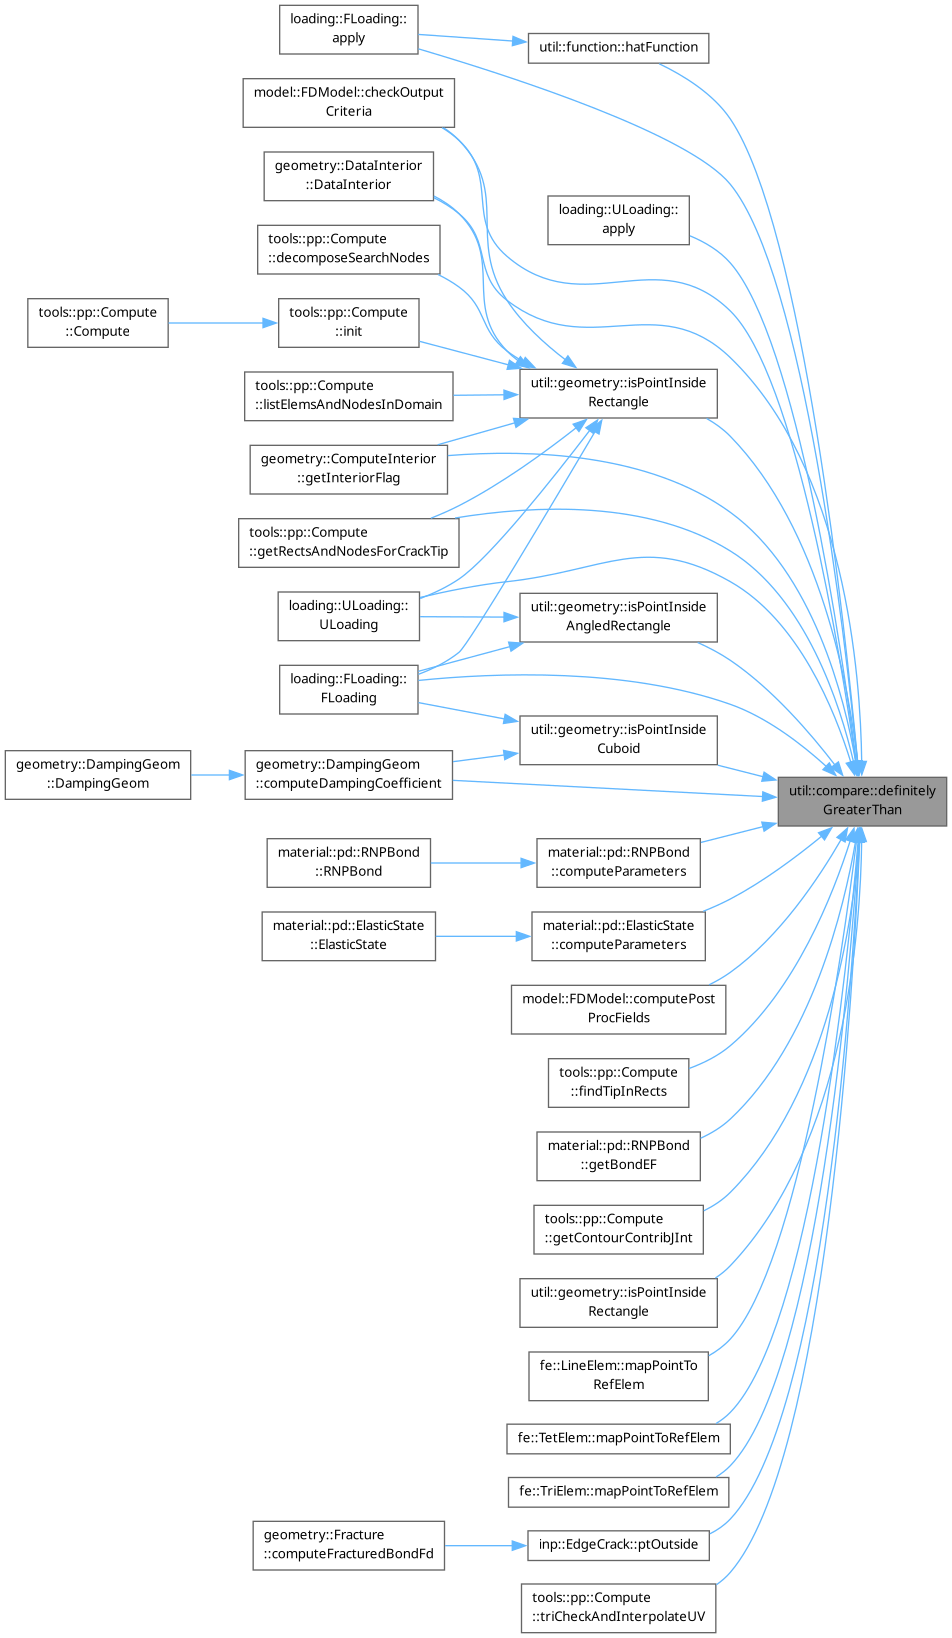 loading::FLoading::
apply
util::function::hatFunction
model::FDModel::checkOutput
Criteria
geometry::DataInterior
::DataInterior
loading::ULoading::
apply
tools::pp::Compute
::decomposeSearchNodes
tools::pp::Compute
::Compute
tools::pp::Compute
::init
util::geometry::isPointInside
Rectangle
tools::pp::Compute
::listElemsAndNodesInDomain
geometry::ComputeInterior
::getInteriorFlag
tools::pp::Compute
::getRectsAndNodesForCrackTip
loading::ULoading::
ULoading
util::geometry::isPointInside
AngledRectangle
loading::FLoading::
FLoading
util::geometry::isPointInside
Cuboid
geometry::DampingGeom
::DampingGeom
geometry::DampingGeom
::computeDampingCoefficient
util::compare::definitely
GreaterThan
material::pd::RNPBond
::RNPBond
material::pd::RNPBond
::computeParameters
material::pd::ElasticState
::ElasticState
material::pd::ElasticState
::computeParameters
model::FDModel::computePost
ProcFields
tools::pp::Compute
::findTipInRects
material::pd::RNPBond
::getBondEF
tools::pp::Compute
::getContourContribJInt
util::geometry::isPointInside
Rectangle
fe::LineElem::mapPointTo
RefElem
fe::TetElem::mapPointToRefElem
fe::TriElem::mapPointToRefElem
geometry::Fracture
::computeFracturedBondFd
inp::EdgeCrack::ptOutside
tools::pp::Compute
::triCheckAndInterpolateUV